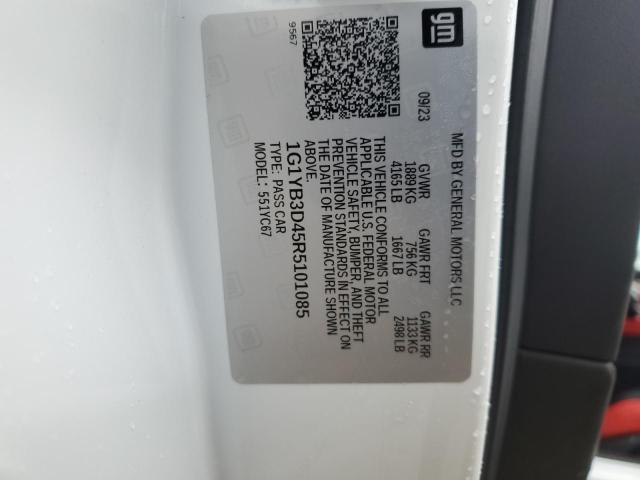 gm
MFD BY GENERAL MOTORS LLC
09/23
GVWR GAWR FRT GAWR RR
1889 KG 756 KG 1133 KG
4165 LB 1667 LB 2498 LB
THIS VEHICLE CONFORMS TO ALL
APPLICABLE U.S. FEDERAL MOTOR
VEHICLE SAFETY, BUMPER, AND THEFT
PREVENTION STANDARDS IN EFFECT ON
THE DATE OF MANUFACTURE SHOWN
ABOVE.
1G1YB3D45R5101085
TYPE: PASS CAR
MODEL: 551YC67
9567